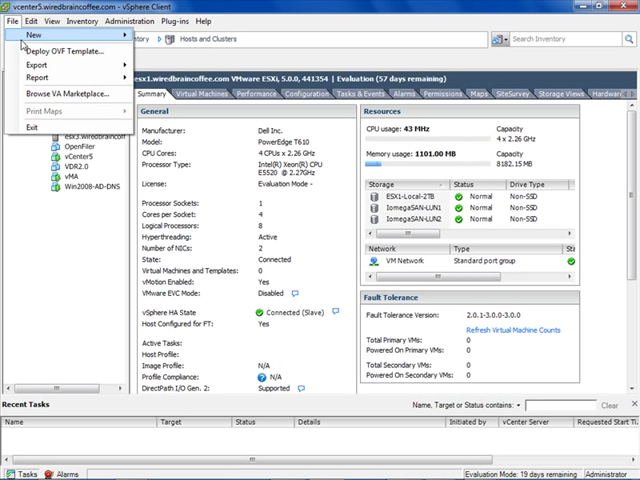 vcenter5.wiredbraincoffee.com - vSphere Client
File Edit View Inventory Administration Plug-ins Help
Inventory Hosts and Clusters Search Inventory
New
Deploy OVF Template...
Export
Report
Browse VA Marketplace...
Print Maps
Exit
esx3.wiredbraincoff
OpenFiler
vCenter5
VDR2.0
vMA
Win2008-AD-DNS
esx1.wiredbraincoffee.com VMware ESXi, 5.0.0, 441354 | Evaluation (57 days remaining)
Summary Virtual Machines Performance Configuration Tasks & Events Alarms Permissions Maps SiteSurvey Storage Views Hardware
General
Manufacturer: Dell Inc.
Model: PowerEdge T610
CPU Cores: 4 CPUs x 2.26 GHz
Processor Type: Intel(R) Xeon(R) CPU
E5520 @ 2.27GHz
License: Evaluation Mode -
Processor Sockets: 1
Cores per Socket: 4
Logical Processors: 8
Hyperthreading: Active
Number of NICs: 2
State: Connected
Virtual Machines and Templates: 0
vMotion Enabled: Yes
VMware EVC Mode: Disabled
vSphere HA State Connected (Slave)
Host Configured for FT: Yes
Active Tasks:
Host Profile:
Image Profile: N/A
Profile Compliance: N/A
DirectPath I/O Gen. 2: Supported
Resources
CPU usage: 43 MHz Capacity
4 x 2.26 GHz
Memory usage: 1101.00 MB Capacity
8182.15 MB
Storage Status Drive Type
ESX1-Local-2TB Normal Non-SSD
IomegaSAN-LUN1 Normal Non-SSD
IomegaSAN-LUN2 Normal Non-SSD
Network Type Sta
VM Network Standard port group
Fault Tolerance
Fault Tolerance Version: 2.0.1-3.0.0-3.0.0
Refresh Virtual Machine Counts
Total Primary VMs: 0
Powered On Primary VMs: 0
Total Secondary VMs: 0
Powered On Secondary VMs: 0
Recent Tasks Name, Target or Status contains: Clear
Name Target Status Details Initiated by vCenter Server Requested Start Ti
Tasks Alarms Evaluation Mode: 19 days remaining. Administrator